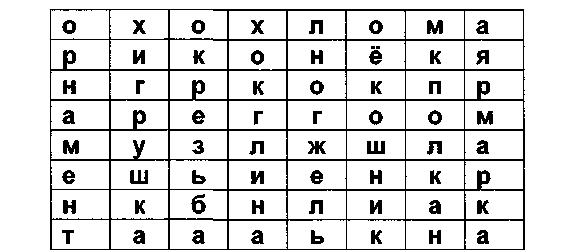 о х о х л о м а
р и к о н ё к я
н г р к о к п р
а р е г г о о м
м у з л ж ш л а
е ш ь и е н к р
н к б н л и а к
т а а а ь к н а